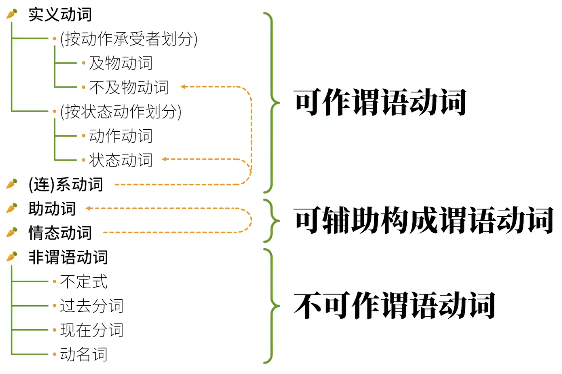 实义动词
(按动作承受者划分)
及物动词
不及物动词
(按状态动作划分)
动作动词
状态动词
可作谓语动词
(连)系动词
助动词
情态动词
可辅助构成谓语动词
非谓语动词
不定式
过去分词
现在分词
动名词
不可作谓语动词